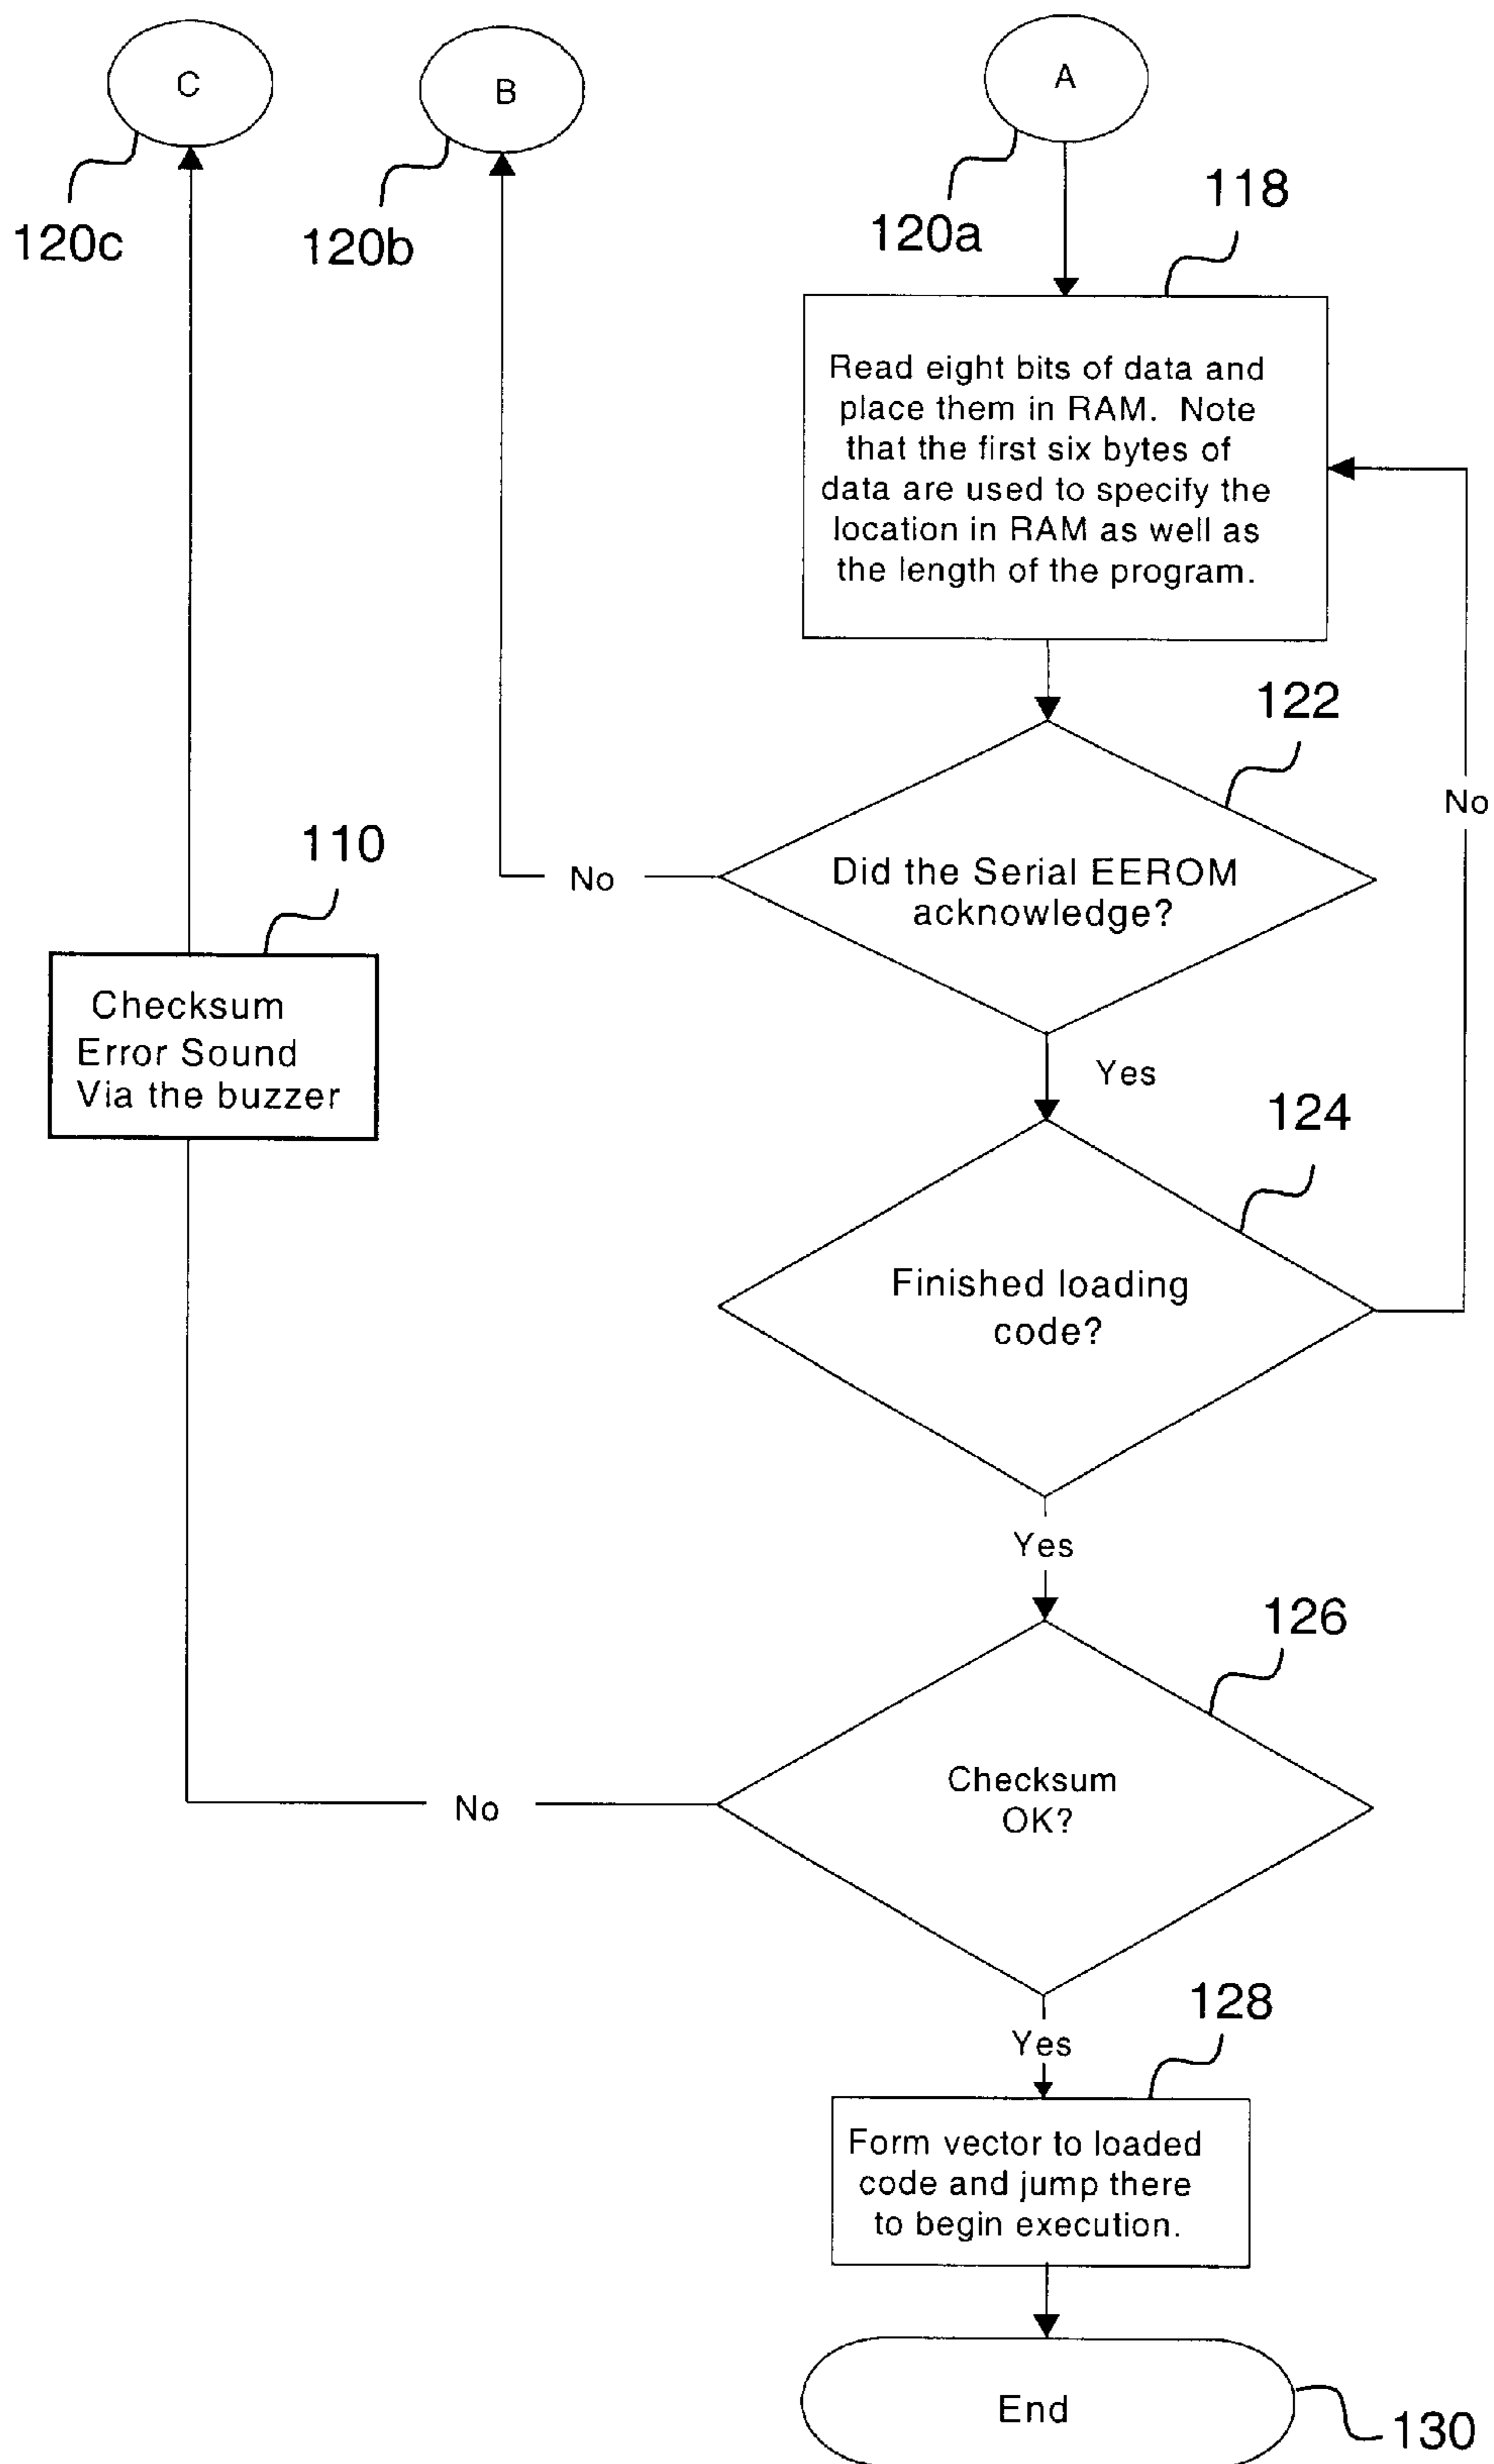 C
B
A
120c
120b
120a
118
Read eight bits of data and
place them in RAM. Note
that the first six bytes of
data are used to specify the
location in RAM as well as
the length of the program.
122
No
110
Did the Serial EEROM
acknowledge?
No
Checksum
Error Sound
Via the buzzer
Yes
124
Finished loading
code?
Yes
126
Checksum
OK?
No
128
Yes
Form vector to loaded
code and jump there
to begin execution.
End
130